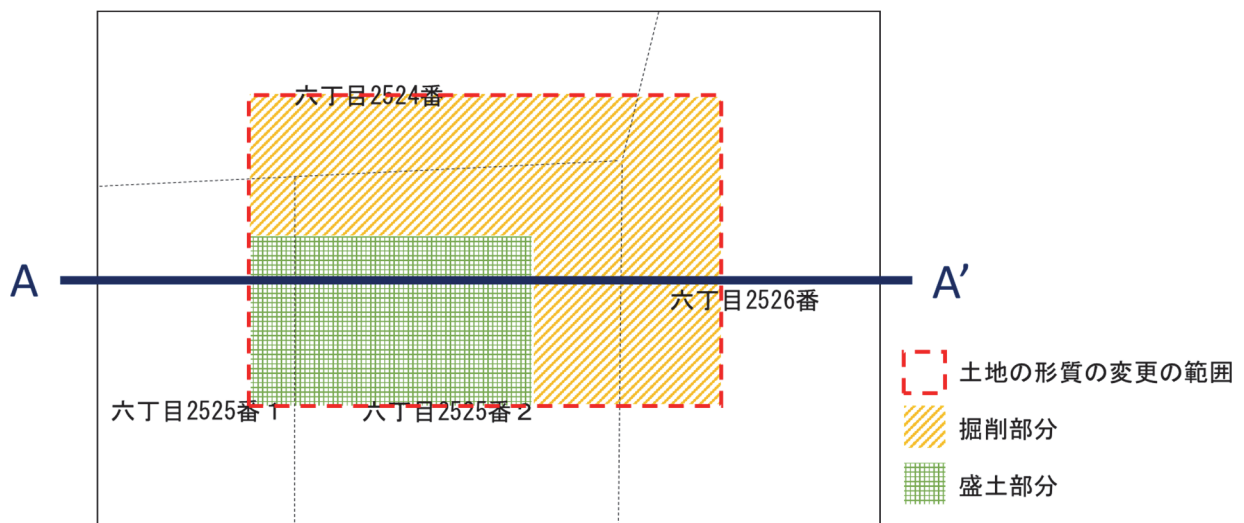 六丁目2524番
A
A’
六丁目2526番
六丁目2525番１
六丁目2525番２
土地の形質の変更の範囲
掘削部分
盛土部分